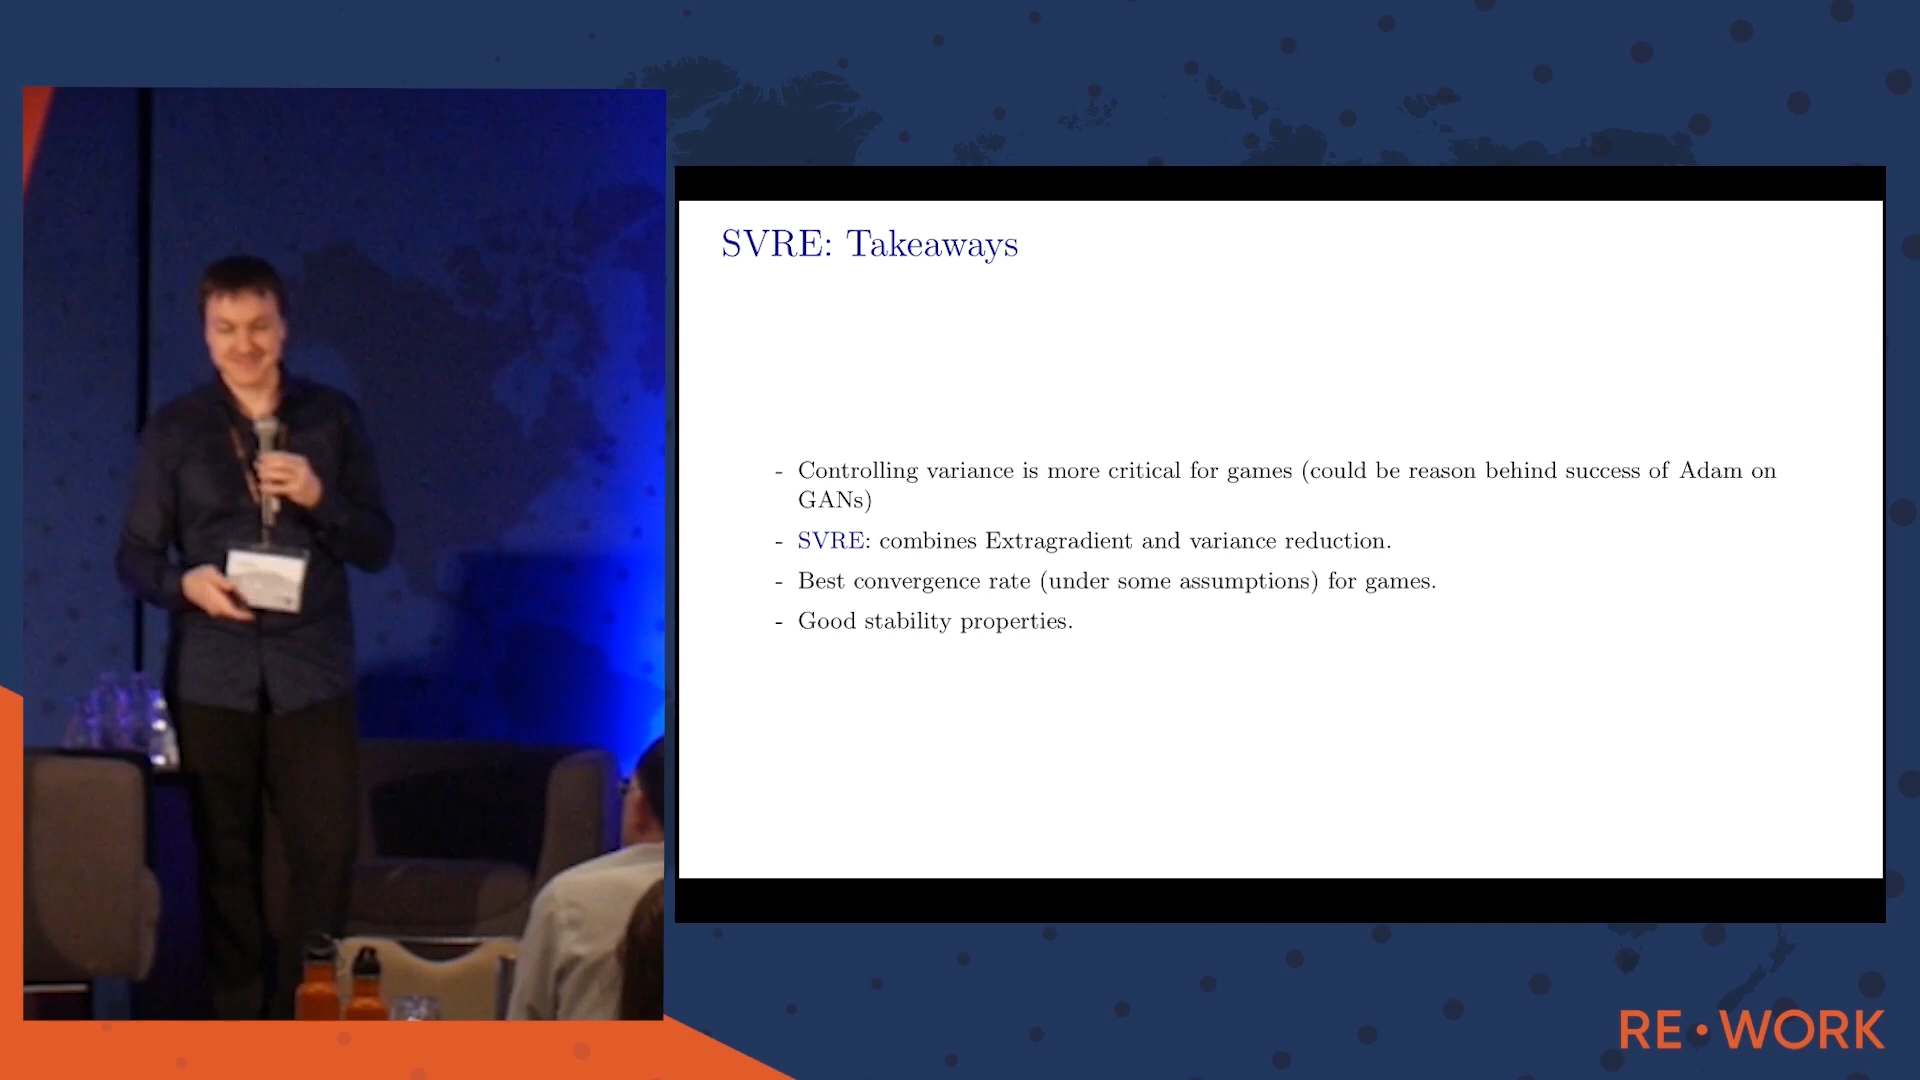 SVRE: Takeaways
- Controlling variance is more critical for games (could be reason behind success of Adam on
GANs)
- SVRE: combines Extragradient and variance reduction.
- Best convergence rate (under some assumptions) for games.
- Good stability properties.
RE•WORK